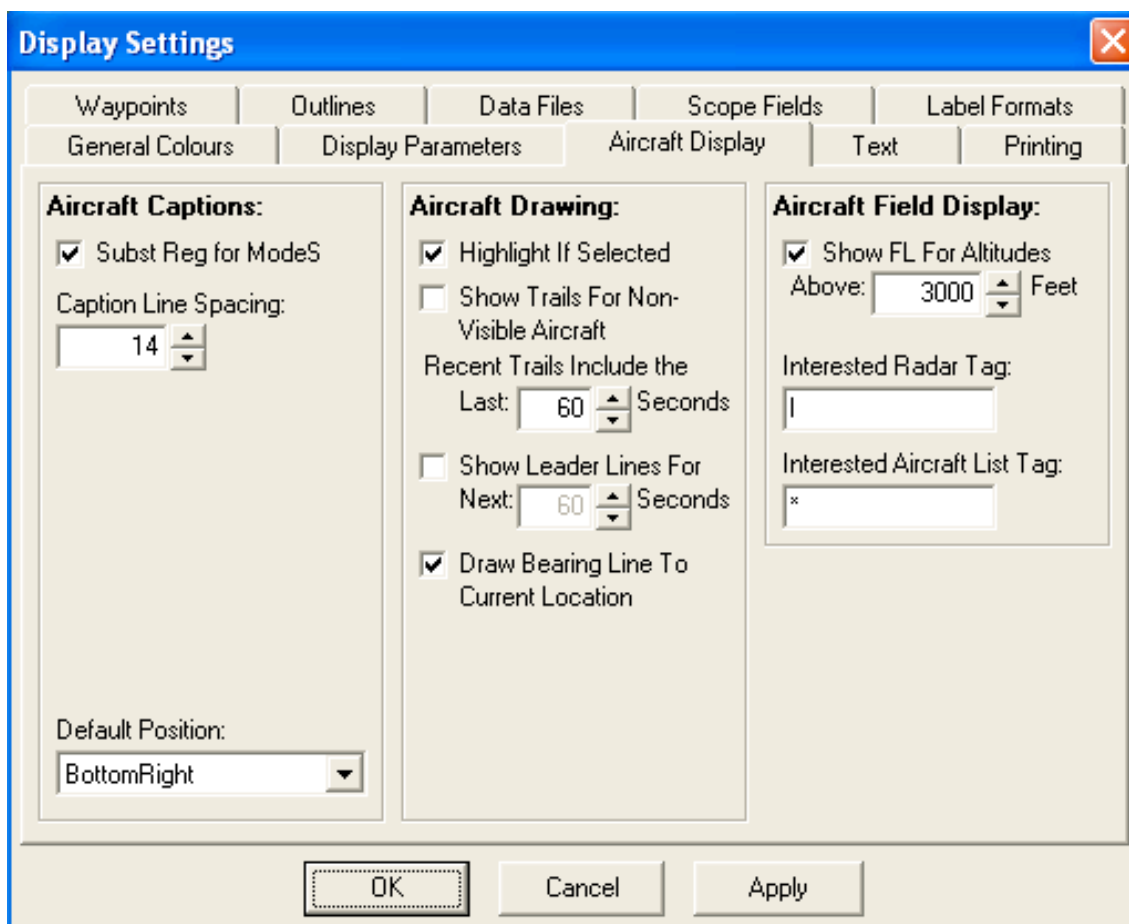 Display Settings
Waypoints
Outlines
Data Files
Scope Fields
Label Formats
General Colours
Display Parameters
Aircraft Display
Text
Printing
Aircraft Captions:
Subst Reg for ModeS
Caption Line Spacing:
14
Default Position:
BottomRight
Aircraft Drawing:
Highlight If Selected
Show Trails For Non-
Visible Aircraft
Recent Trails Include the
Last: 60 Seconds
Show Leader Lines For
Next: 60 Seconds
Draw Bearing Line To
Current Location
Aircraft Field Display:
Show FL For Altitudes
Above: 3000 Feet
Interested Radar Tag:
|
Interested Aircraft List Tag:
*
OK
Cancel
Apply